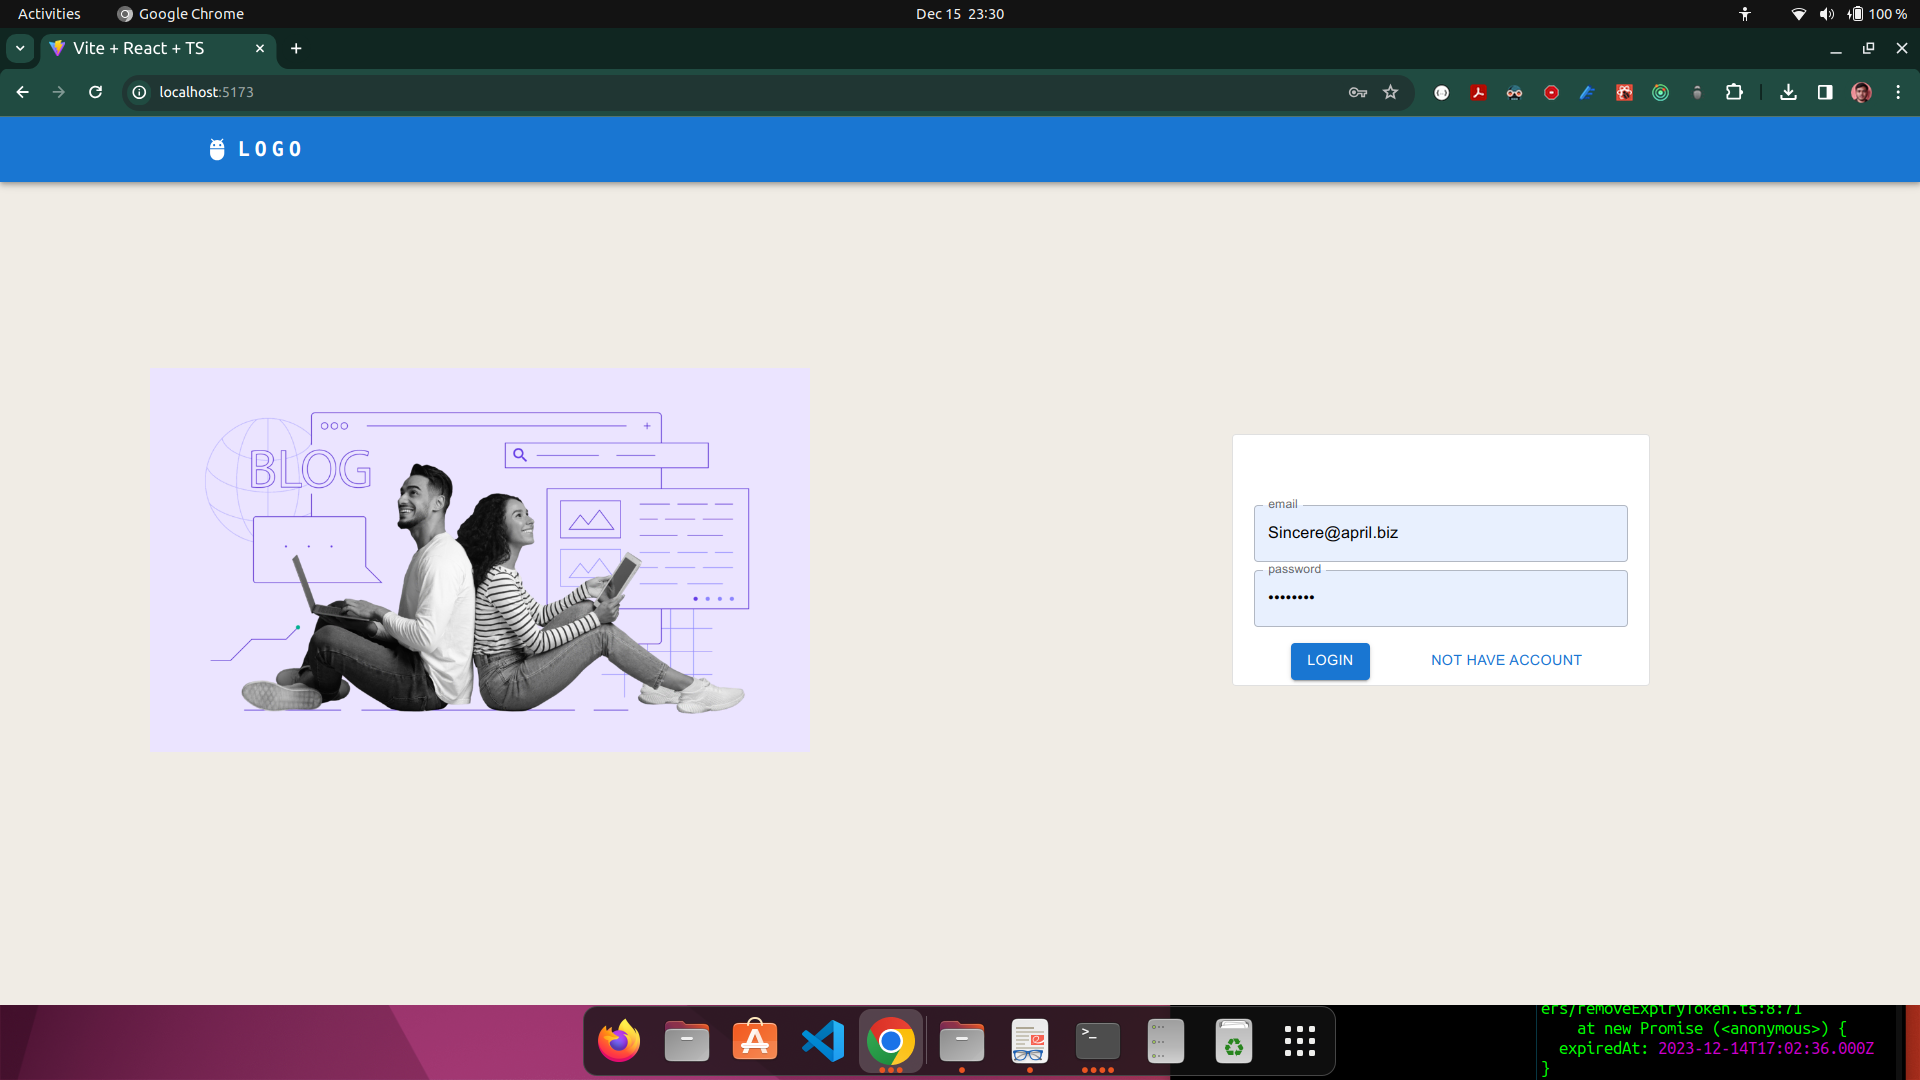 Activities
Google Chrome
Dec 15 23:30
100 %
Vite + React + TS
localhost:5173
LOGO
BLOG
email
Sincere@april.biz
password
••••••••
LOGIN
NOT HAVE ACCOUNT
ers/removeExpiryToken.ts:8:71
at new Promise (<anonymous>) {
expiredAt: 2023-12-14T17:02:36.000Z
}